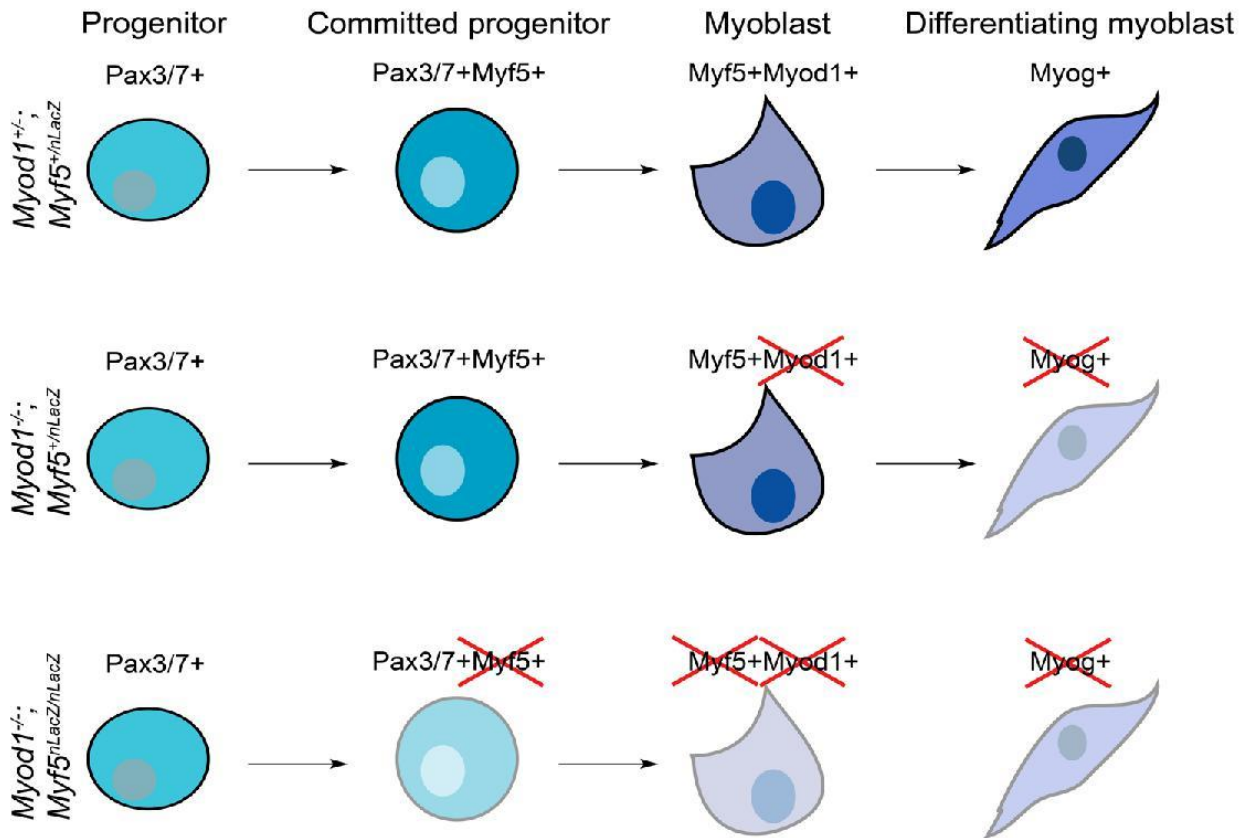 Progenitor Committed progenitor Myoblast Differentiating myoblast
Pax3/7+ Pax3/7+Myf5+ Myf5+Myod1+ Myog+
Myod1+/-;
Myf5+/nLacZ
Pax3/7+ Pax3/7+Myf5+ Myf5+Myod1+ Myog+
Myod1-/-;
Myf5+/nLacZ
Pax3/7+ Pax3/7+Myf5+ Myf5+Myod1+ Myog+
Myod1-/-;
Myf5nLacZ/nLacZ